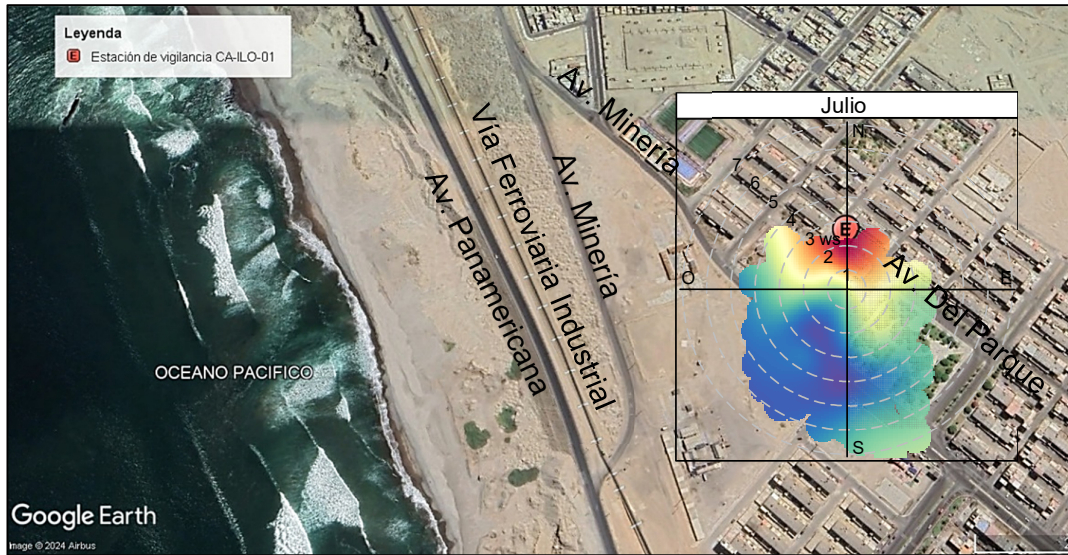 Leyenda
E Estación de vigilancia CA-ILO-01
Av. Minería
Vía Ferroviaria Industrial
Av. Minería
Av. Panamericana
OCEANO PACIFICO
Julio
N
7
6
5
4
3 ws
2
1
E
O
E
S
Av. Del Parque
Google Earth
Image © 2024 Airbus